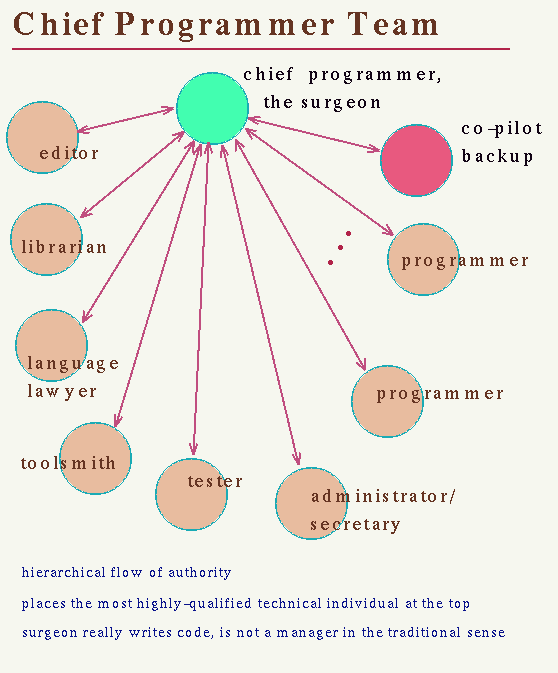 Chief Programmer Team
chief programmer,
the surgeon
co-pilot
backup
editor
librarian
programmer
language
lawyer
programmer
toolsmith
tester
administrator/
secretary
hierarchical flow of authority
places the most highly-qualified technical individual at the top
surgeon really writes code, is not a manager in the traditional sense